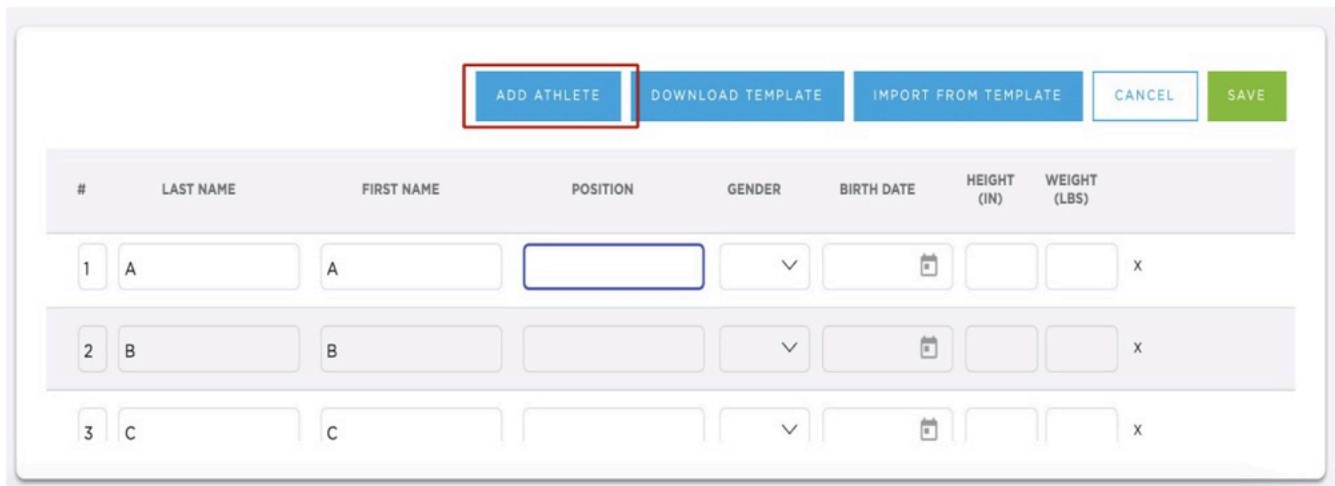 ADD ATHLETE DOWNLOAD TEMPLATE IMPORT FROM TEMPLATE CANCEL SAVE
# LAST NAME FIRST NAME POSITION GENDER BIRTH DATE HEIGHT (IN) WEIGHT (LBS)
1 A A X
2 B B X
3 C C X